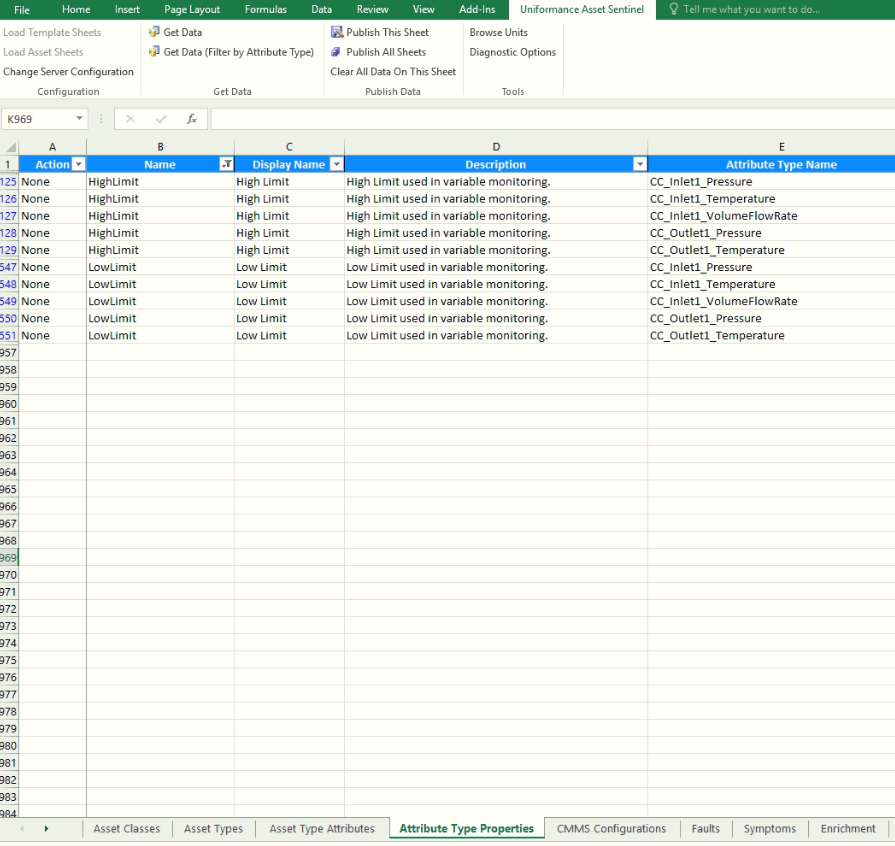 File Home Insert Page Layout Formulas Data Review View Add-Ins Uniformance Asset Sentinel Tell me what you want to do...
Load Template Sheets Get Data Publish This Sheet Browse Units
Load Asset Sheets Get Data (Filter by Attribute Type) Publish All Sheets Diagnostic Options
Change Server Configuration Clear All Data On This Sheet
Configuration Get Data Publish Data Tools
K969 fx
A B C D E
1 Action Name Display Name Description Attribute Type Name
125 None HighLimit High Limit High Limit used in variable monitoring. CC_Inlet1_Pressure
126 None HighLimit High Limit High Limit used in variable monitoring. CC_Inlet1_Temperature
127 None HighLimit High Limit High Limit used in variable monitoring. CC_Inlet1_VolumeFlowRate
128 None HighLimit High Limit High Limit used in variable monitoring. CC_Outlet1_Pressure
129 None HighLimit High Limit High Limit used in variable monitoring. CC_Outlet1_Temperature
547 None LowLimit Low Limit Low Limit used in variable monitoring. CC_Inlet1_Pressure
548 None LowLimit Low Limit Low Limit used in variable monitoring. CC_Inlet1_Temperature
549 None LowLimit Low Limit Low Limit used in variable monitoring. CC_Inlet1_VolumeFlowRate
550 None LowLimit Low Limit Low Limit used in variable monitoring. CC_Outlet1_Pressure
551 None LowLimit Low Limit Low Limit used in variable monitoring. CC_Outlet1_Temperature
957
958
959
960
961
962
963
964
965
966
967
968
969
970
971
972
973
974
975
976
977
978
979
980
981
982
983
984
Asset Classes Asset Types Asset Type Attributes Attribute Type Properties CMMS Configurations Faults Symptoms Enrichment